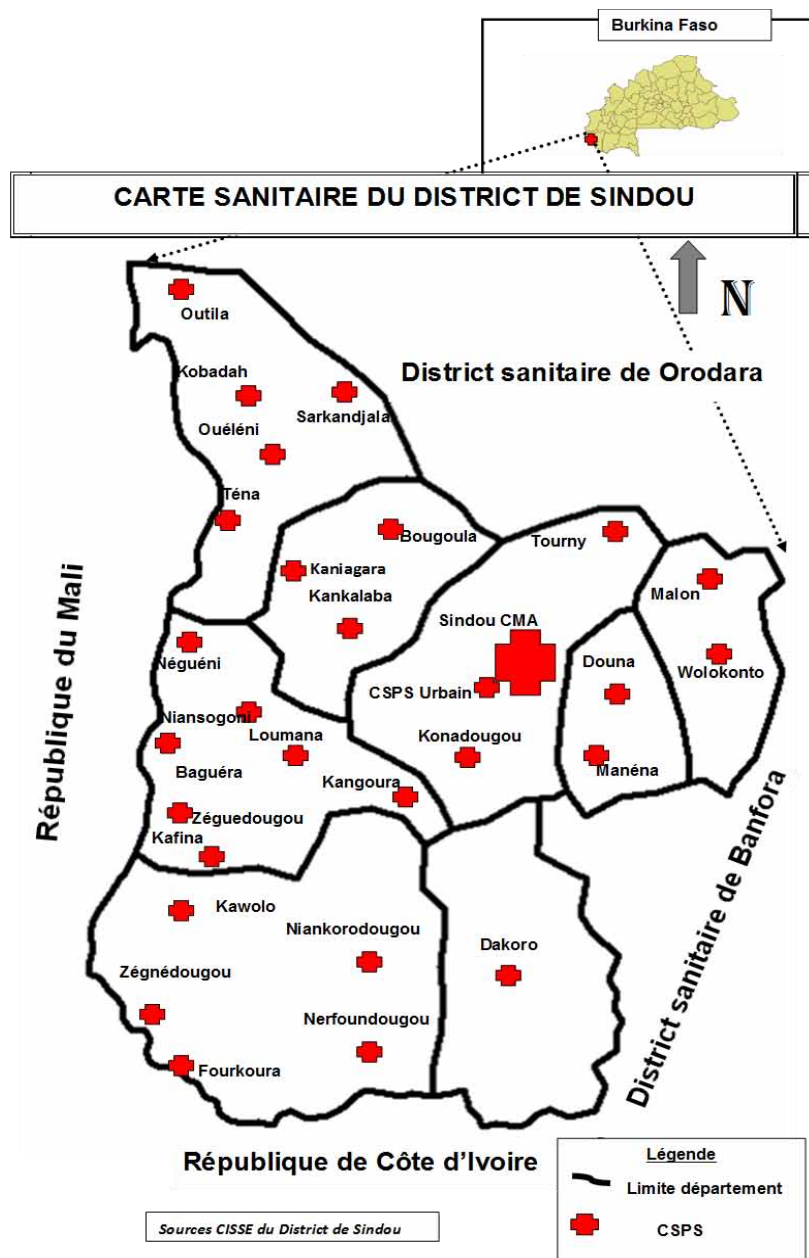 Burkina Faso
CARTE SANITAIRE DU DISTRICT DE SINDOU
N
Outila
Kobadah
District sanitaire de Orodara
Sarkandjala
Ouéléni
Téna
Bougoula
Tourny
Kaniagara
Malon
Kankalaba
Sindou CMA
République du Mali
Néguéni
Douna
Wolokonto
CSPS Urbain
Niansogoni
Loumana
Konadougou
Manéna
Baguéra
Kangoura
Zéguedougou
Kafina
District sanitaire de Banfora
Kawolo
Niankorodougou
Dakoro
Zégnédougou
Nerfoundougou
Fourkoura
République de Côte d'Ivoire
Légende
Limite département
CSPS
Sources CISSE du District de Sindou